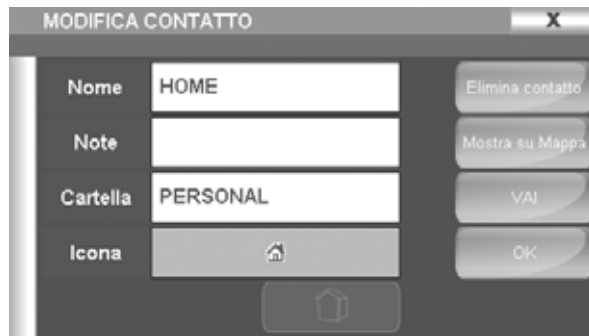 MODIFICA CONTATTO X
Nome HOME Elimina contatto
Note Mostra su Mappa
Cartella PERSONAL VAI
Icona OK